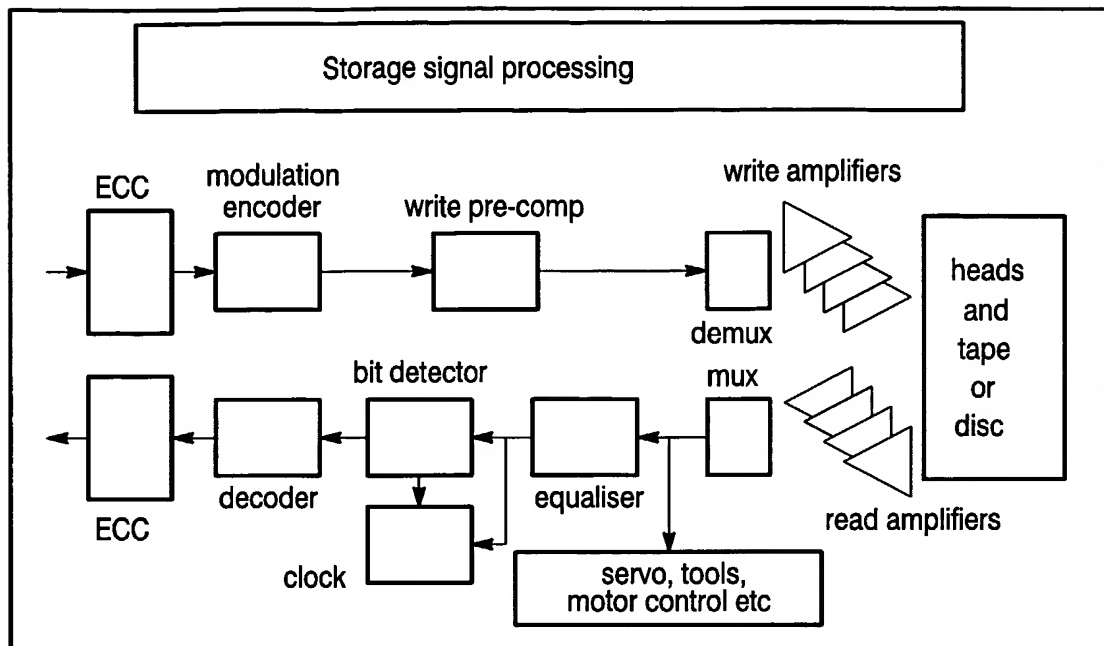 Storage signal processing
ECC
modulation
encoder
write pre-comp
write amplifiers
demux
heads
and
tape
or
disc
mux
bit detector
decoder
equaliser
read amplifiers
ECC
clock
servo, tools,
motor control etc